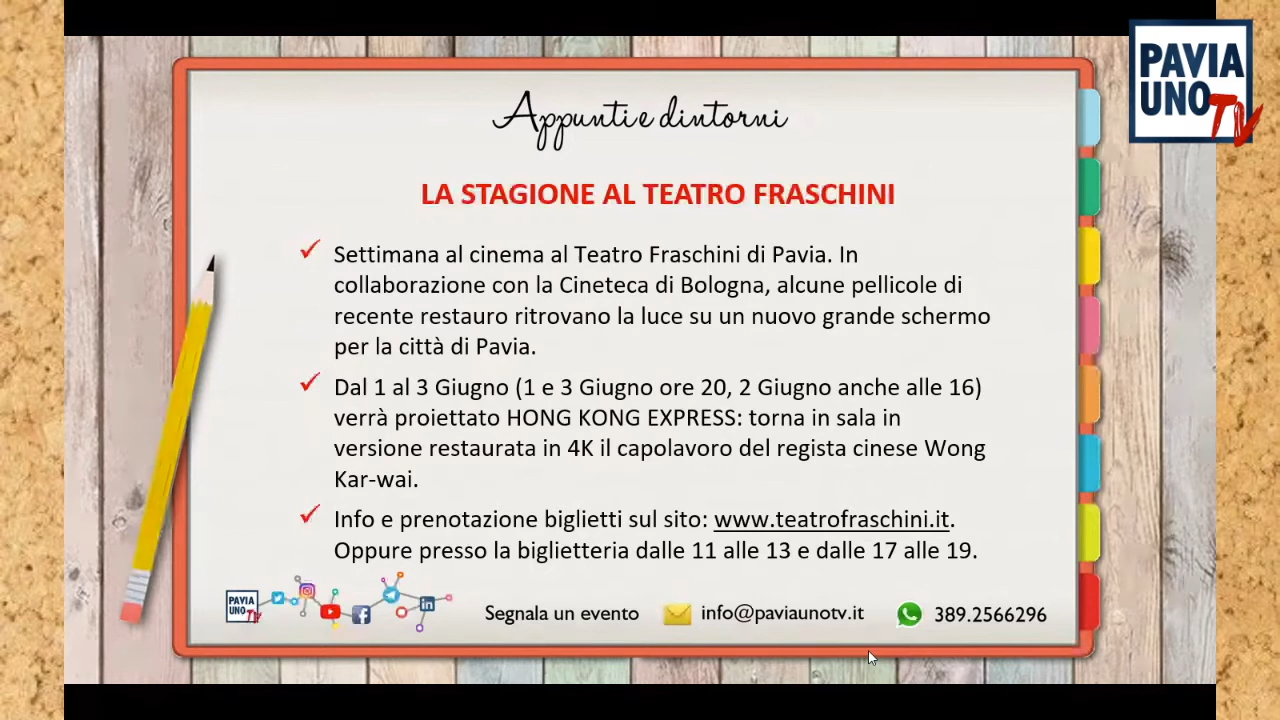 PAVIA
UNOTV
Appunti e dintorni
LA STAGIONE AL TEATRO FRASCHINI
Settimana al cinema al Teatro Fraschini di Pavia. In
collaborazione con la Cineteca di Bologna, alcune pellicole di
recente restauro ritrovano la luce su un nuovo grande schermo
per la città di Pavia.
Dal 1 al 3 Giugno (1 e 3 Giugno ore 20, 2 Giugno anche alle 16)
verrà proiettato HONG KONG EXPRESS: torna in sala in
versione restaurata in 4K il capolavoro del regista cinese Wong
Kar-wai.
Info e prenotazione biglietti sul sito: www.teatrofraschini.it.
Oppure presso la biglietteria dalle 11 alle 13 e dalle 17 alle 19.
PAVIA
UNOTV
Segnala un evento info@paviaunotv.it 389.2566296